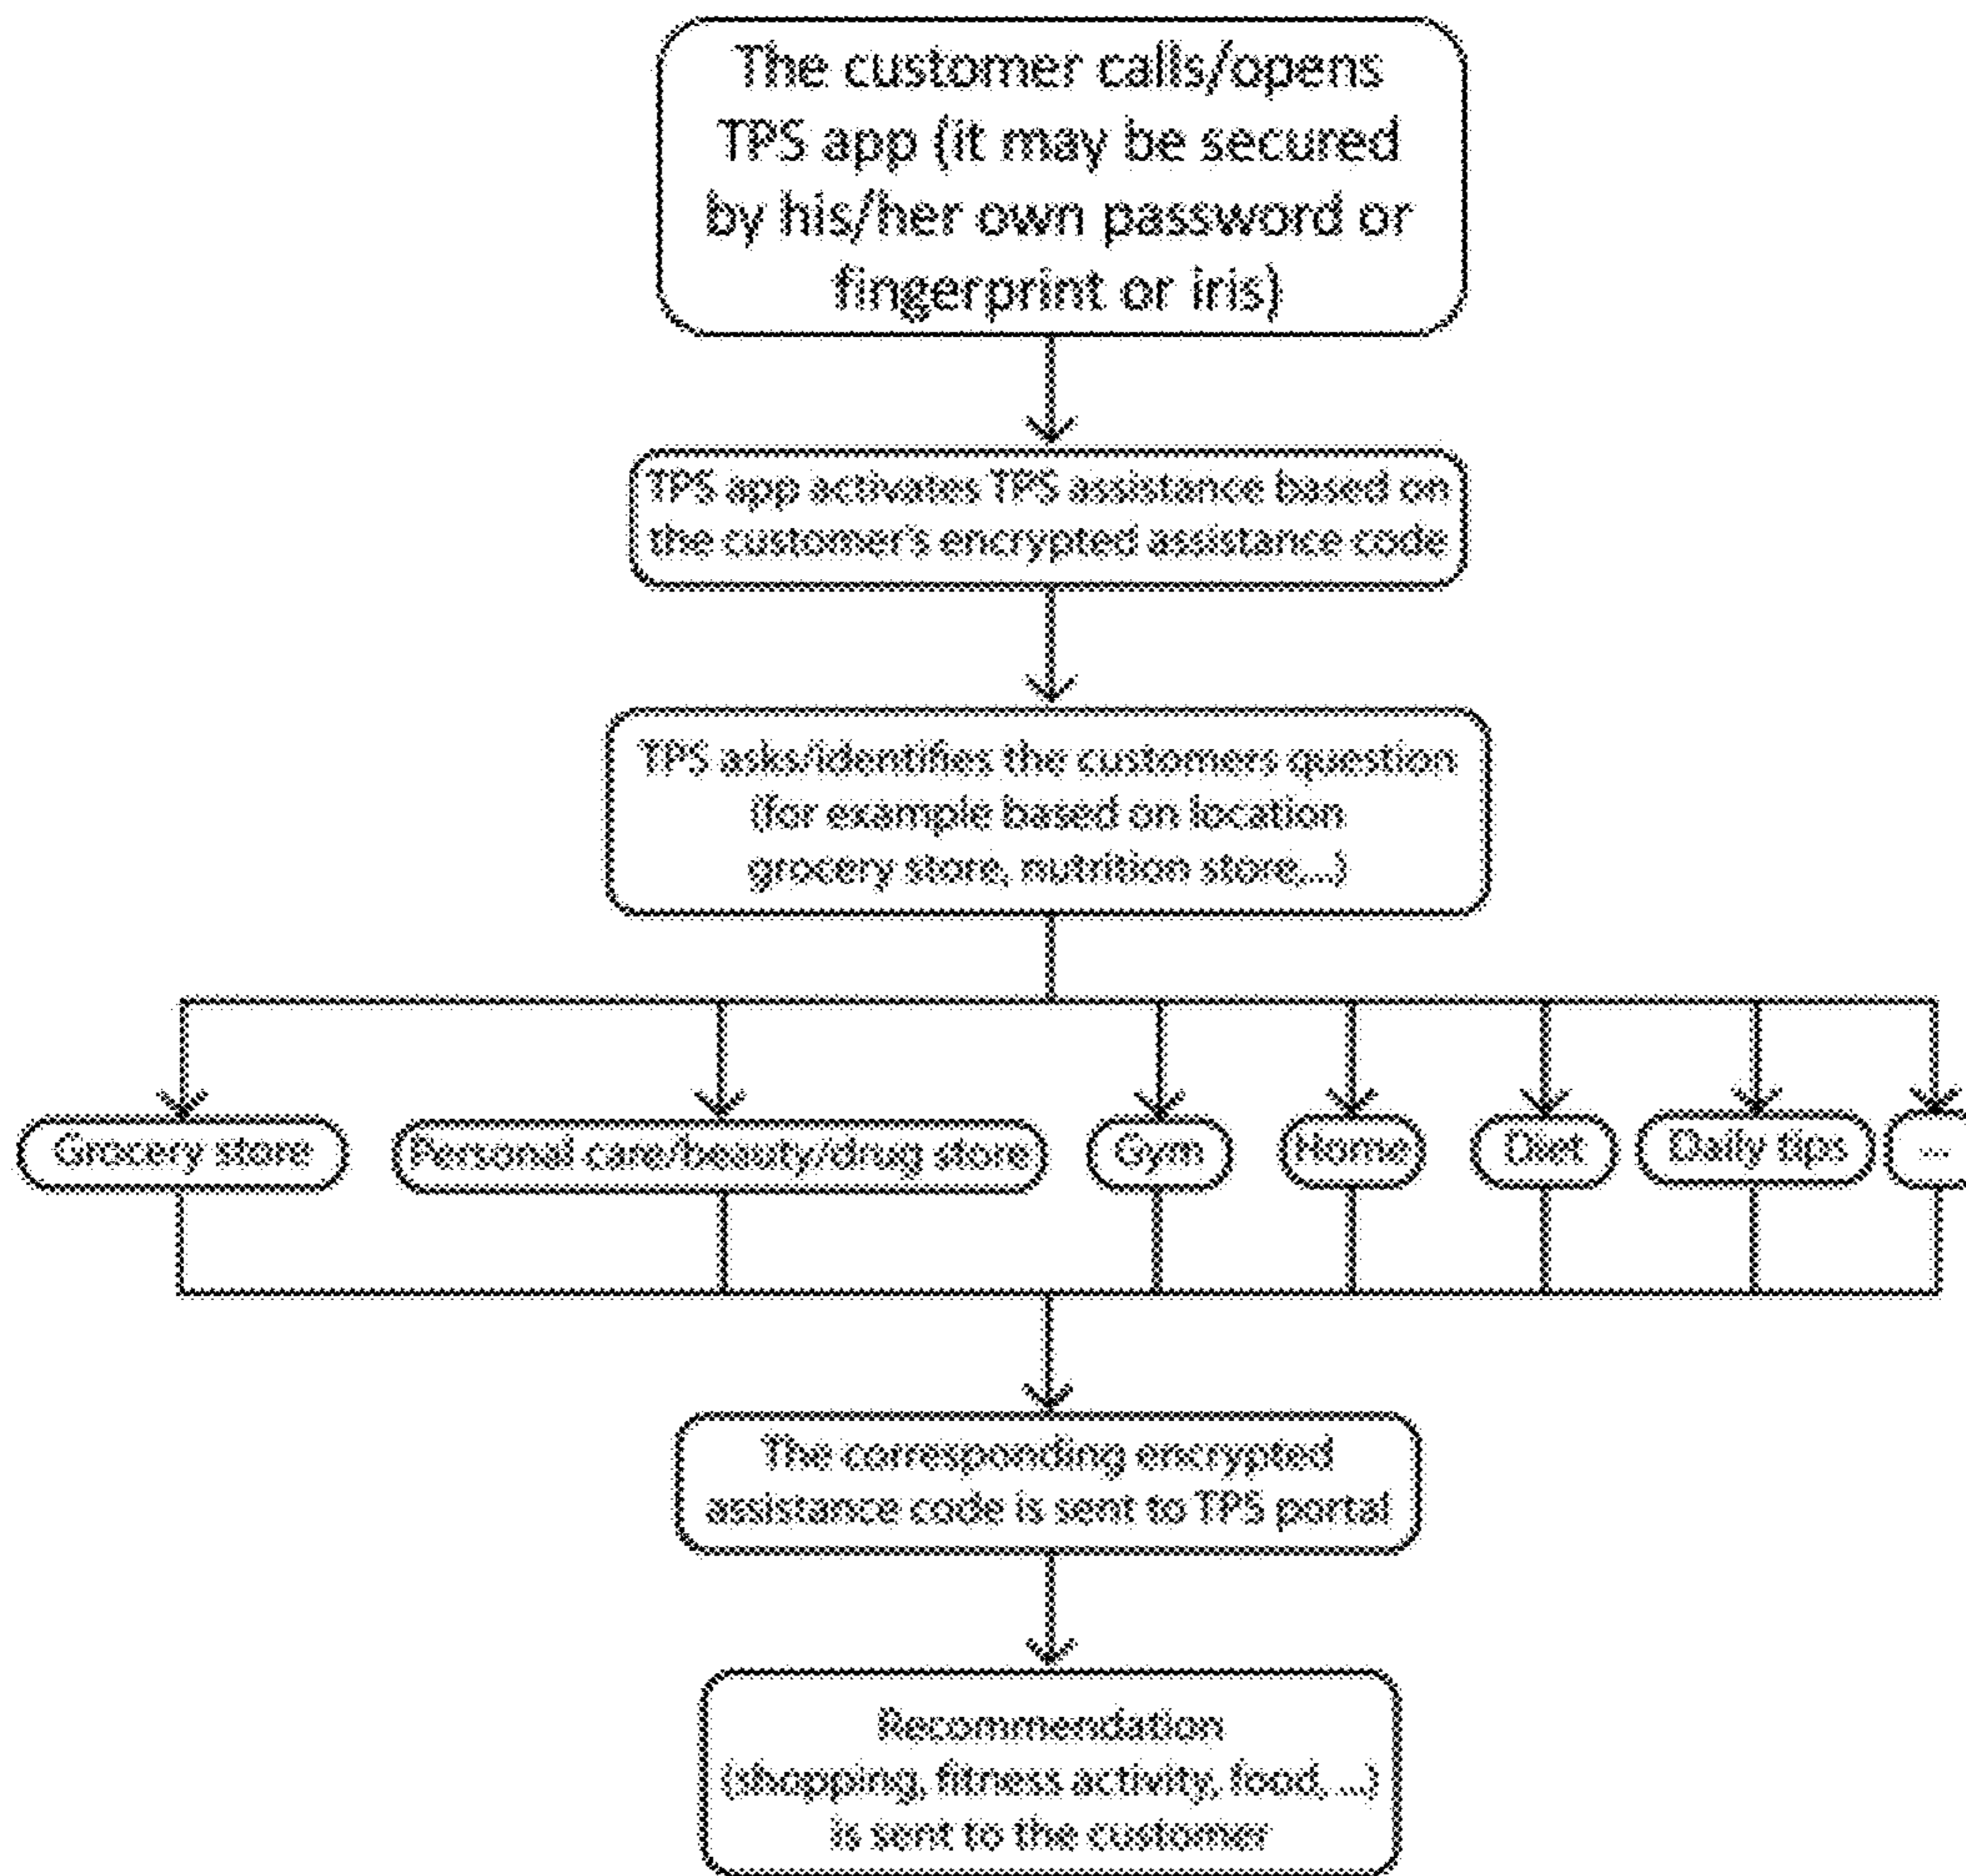 The customer calls/opens
TPS app (it may be secured
by his/her own password or
fingerprint or iris)
TPS app activates TPS assistance based on
the customer's encrypted assistance code
TPS asks/identifies the customers question
(for example based on location
grocery store, nutrition store,...)
Grocery store
Personal care/beauty/drug store
Gym
Home
Diet
Daily tips
...
The corresponding encrypted
assistance code is sent to TPS portal
Recommendation
(shopping, fitness activity, food, ...)
is sent to the customer